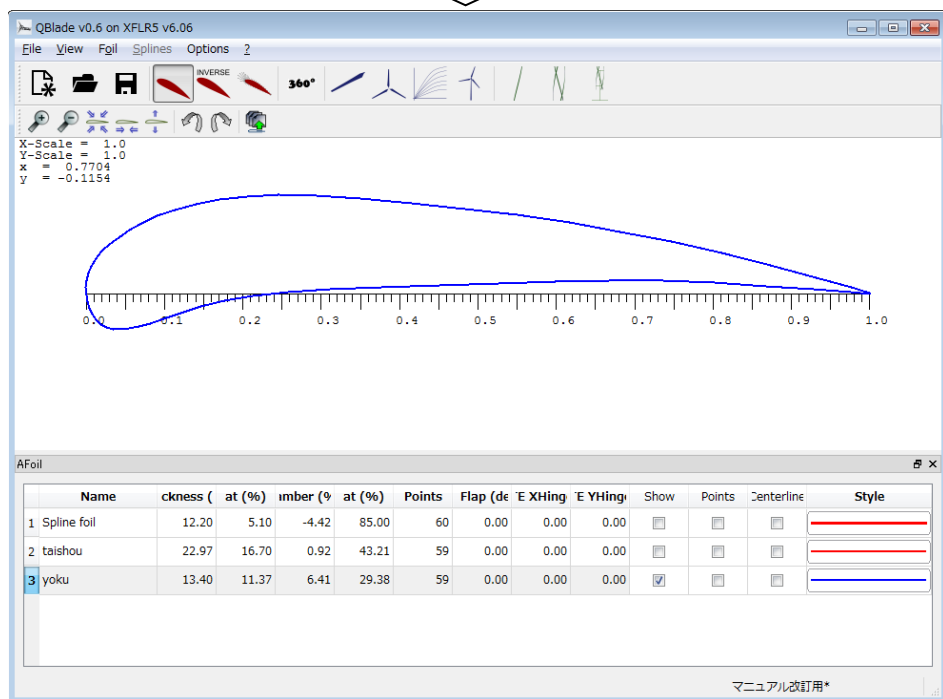 QBlade v0.6 on XFLR5 v6.06
File View Foil Splines Options ?
INVERSE
360°
X-Scale = 1.0
Y-Scale = 1.0
x = 0.7704
y = -0.1154
0.0 0.1 0.2 0.3 0.4 0.5 0.6 0.7 0.8 0.9 1.0
AFoil
Name ckness ( at (%) mber (% at (%) Points Flap (de E XHing E YHing Show Points Centerline Style
1 Spline foil 12.20 5.10 -4.42 85.00 60 0.00 0.00 0.00
2 taishou 22.97 16.70 0.92 43.21 59 0.00 0.00 0.00
3 yoku 13.40 11.37 6.41 29.38 59 0.00 0.00 0.00
マニュアル改訂用*